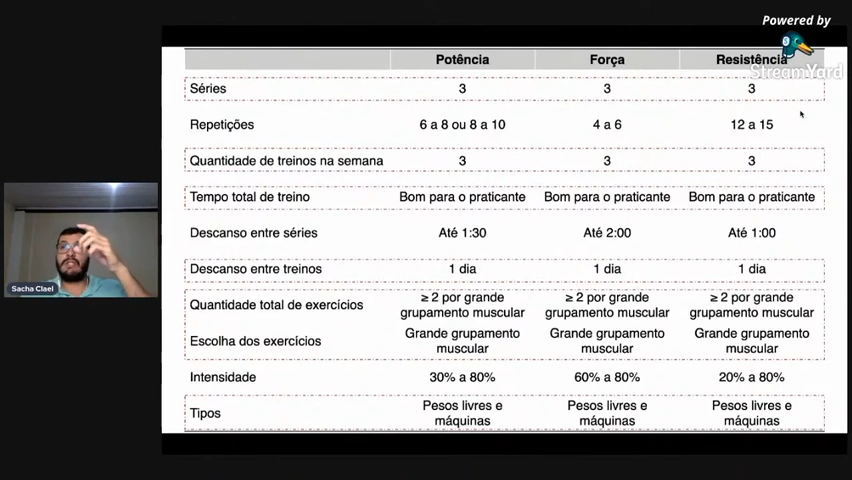 Powered by
StreamYard
Potência Força Resistência
Séries 3 3 3
Repetições 6 a 8 ou 8 a 10 4 a 6 12 a 15
Quantidade de treinos na semana 3 3 3
Tempo total de treino Bom para o praticante Bom para o praticante Bom para o praticante
Descanso entre séries Até 1:30 Até 2:00 Até 1:00
Descanso entre treinos 1 dia 1 dia 1 dia
Quantidade total de exercícios ≥ 2 por grande grupamento muscular ≥ 2 por grande grupamento muscular ≥ 2 por grande grupamento muscular
Escolha dos exercícios Grande grupamento muscular Grande grupamento muscular Grande grupamento muscular
Intensidade 30% a 80% 60% a 80% 20% a 80%
Tipos Pesos livres e máquinas Pesos livres e máquinas Pesos livres e máquinas
Sacha Clael